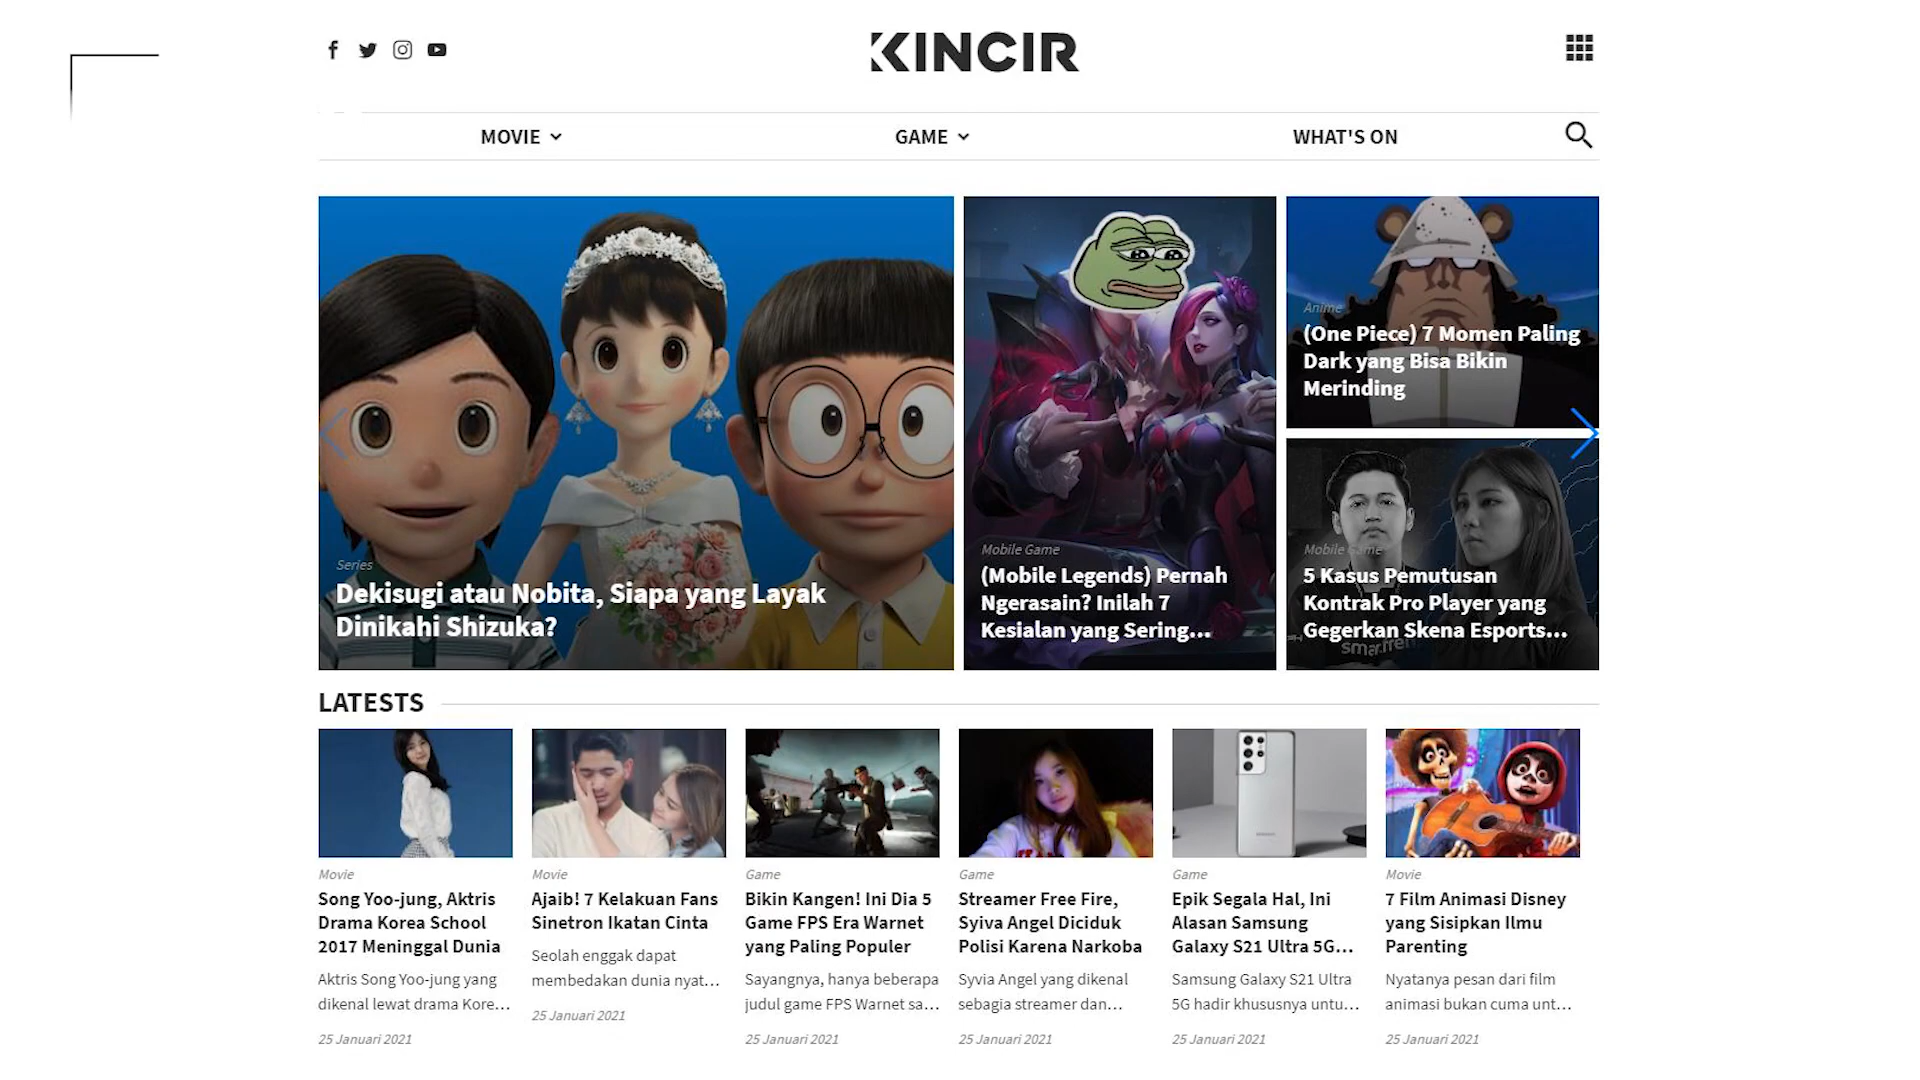 KINCIR
MOVIE
GAME
WHAT'S ON
Series
Dekisugi atau Nobita, Siapa yang Layak
Dinikahi Shizuka?
Mobile Game
(Mobile Legends) Pernah
Ngerasain? Inilah 7
Kesialan yang Sering...
Anime
(One Piece) 7 Momen Paling
Dark yang Bisa Bikin
Merinding
Mobile Game
5 Kasus Pemutusan
Kontrak Pro Player yang
Gegerkan Skena Esports...
LATESTS
Movie
Song Yoo-jung, Aktris
Drama Korea School
2017 Meninggal Dunia
Aktris Song Yoo-jung yang
dikenal lewat drama Kore...
25 Januari 2021
Movie
Ajaib! 7 Kelakuan Fans
Sinetron Ikatan Cinta
Seolah enggak dapat
membedakan dunia nyat...
25 Januari 2021
Game
Bikin Kangen! Ini Dia 5
Game FPS Era Warnet
yang Paling Populer
Sayangnya, hanya beberapa
judul game FPS Warnet sa...
25 Januari 2021
Game
Streamer Free Fire,
Syiva Angel Diciduk
Polisi Karena Narkoba
Syvia Angel yang dikenal
sebagia streamer dan...
25 Januari 2021
Game
Epik Segala Hal, Ini
Alasan Samsung
Galaxy S21 Ultra 5G...
Samsung Galaxy S21 Ultra
5G hadir khususnya untu...
25 Januari 2021
Movie
7 Film Animasi Disney
yang Sisipkan Ilmu
Parenting
Nyatanya pesan dari film
animasi bukan cuma unt...
25 Januari 2021